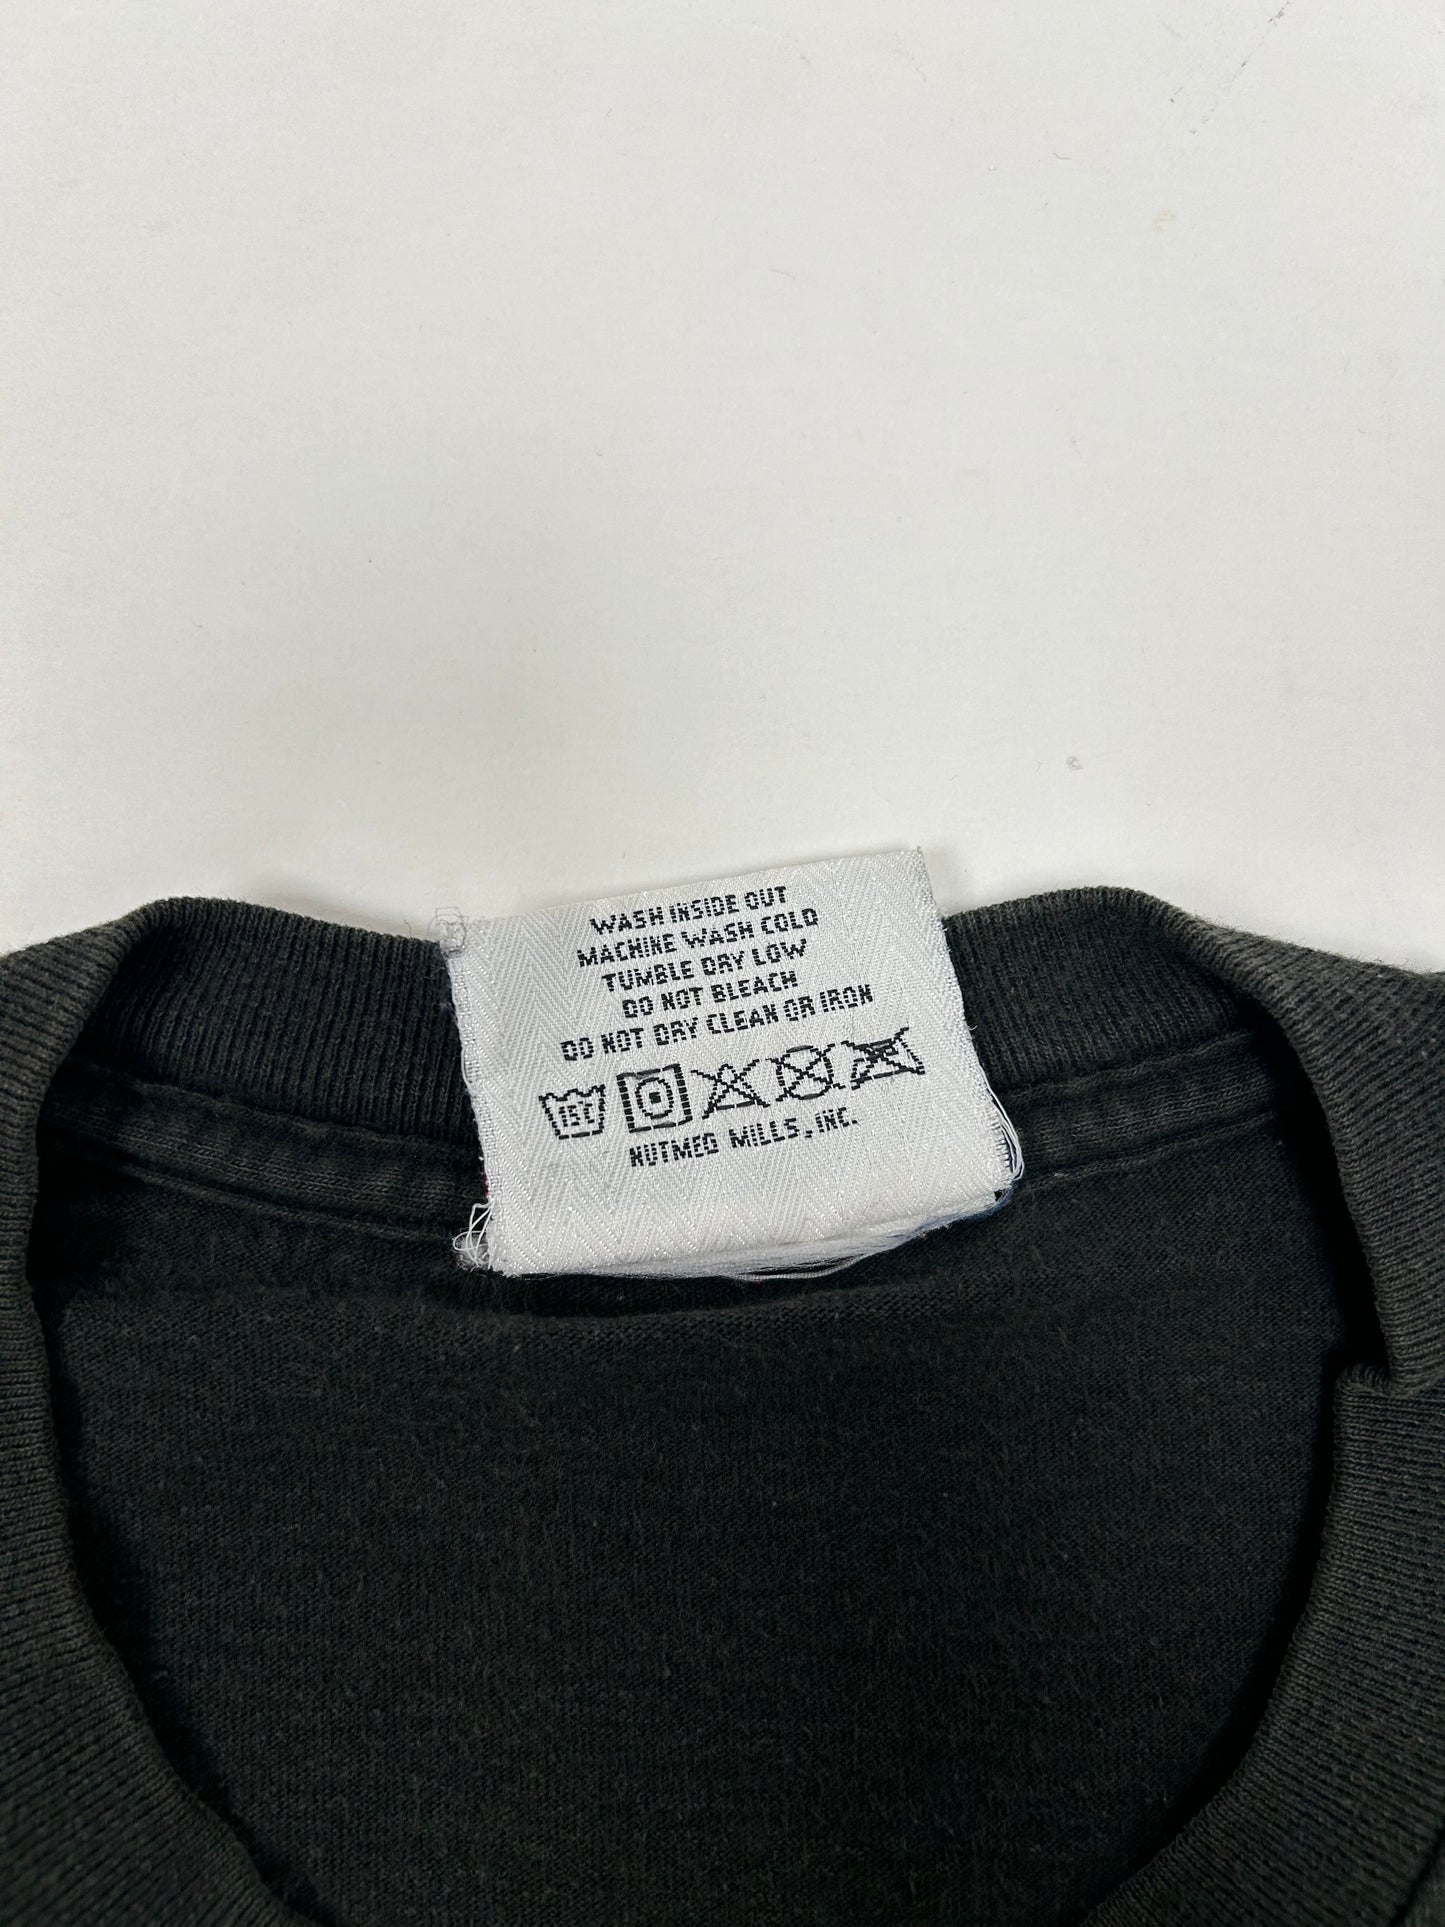 WASH INSIDE OUT
MACHINE WASH COLD
TUMBLE DRY LOW
DO NOT BLEACH
DO NOT DRY CLEAN OR IRON
15C
NUTMEG MILLS, INC.